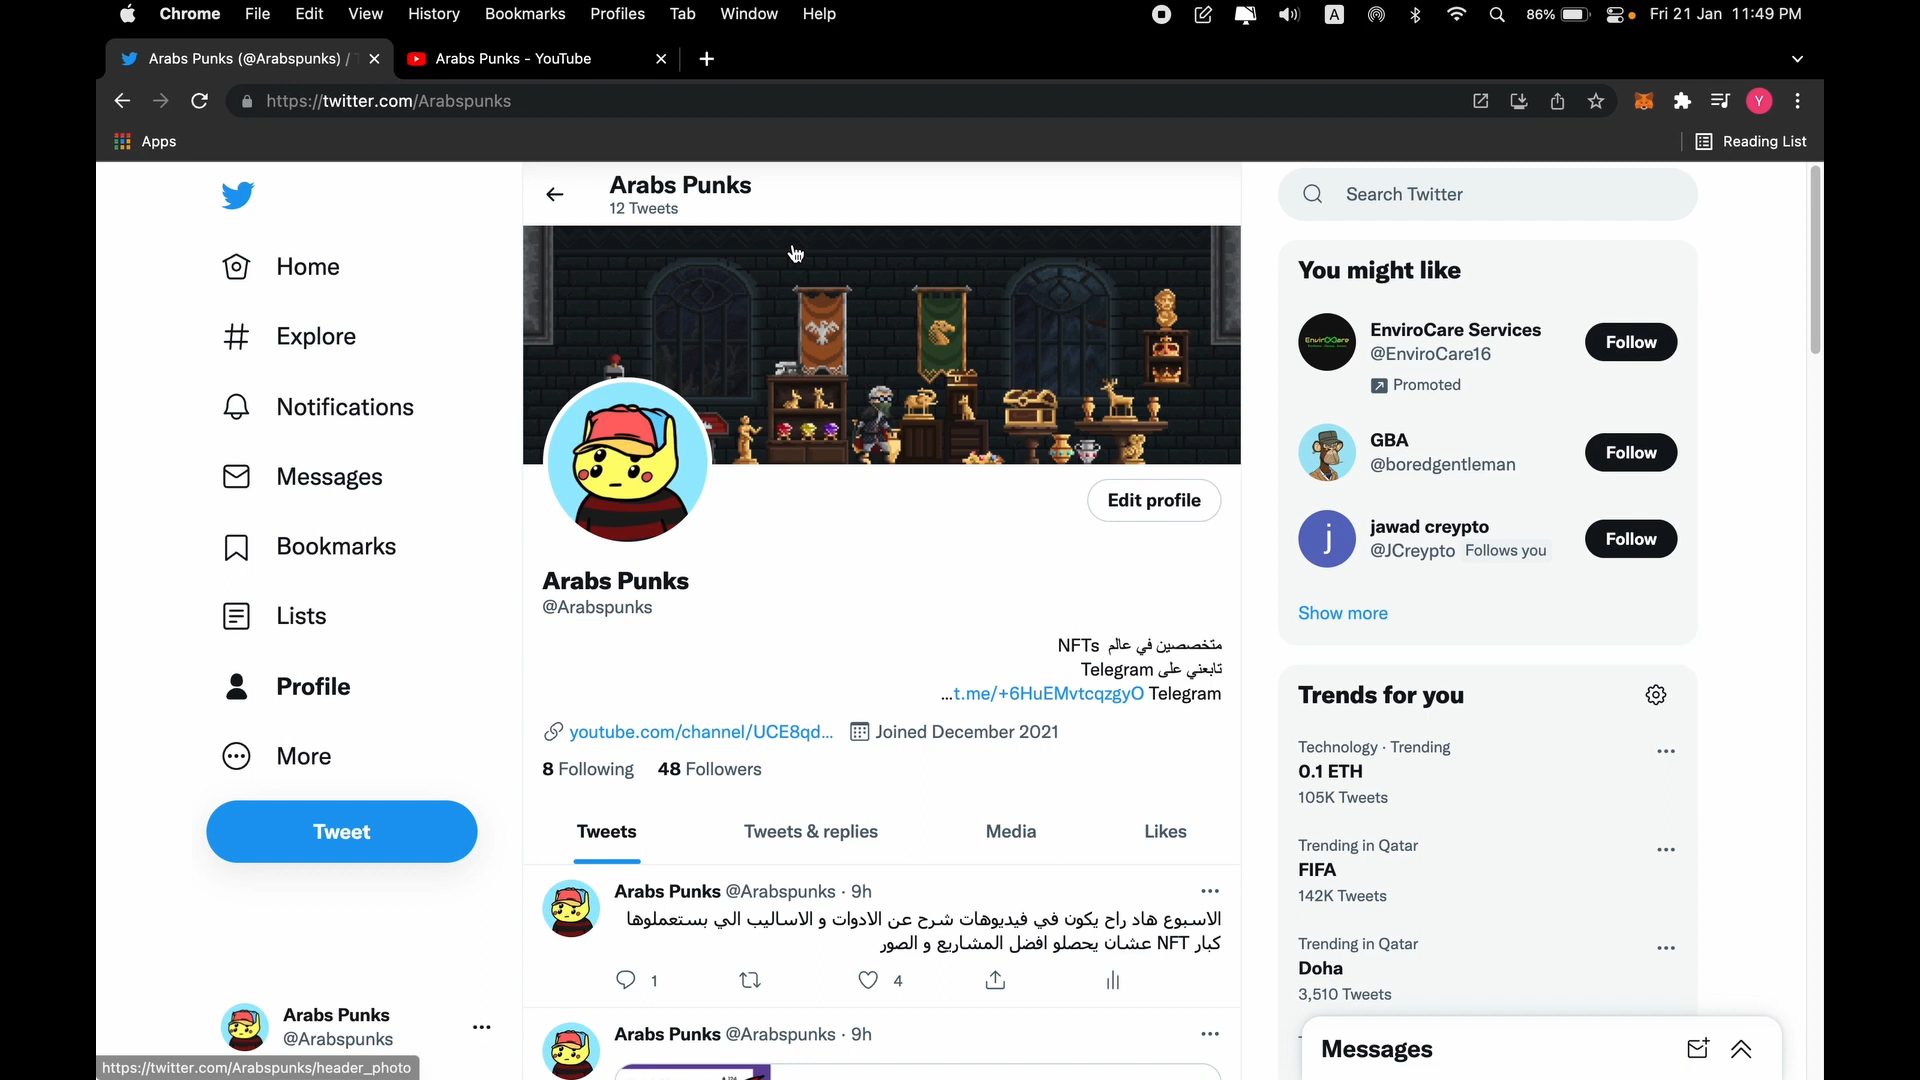 Chrome File Edit View History Bookmarks Profiles Tab Window Help
A 86% Fri 21 Jan 11:49 PM
Arabs Punks (@Arabspunks) /
Arabs Punks - YouTube
https://twitter.com/Arabspunks
Y
Apps
Reading List
Home
Explore
Notifications
Messages
Bookmarks
Lists
Profile
More
Tweet
Arabs Punks
@Arabspunks
https://twitter.com/Arabspunks/header_photo
Arabs Punks
12 Tweets
Edit profile
Arabs Punks
@Arabspunks
متخصصين في عالم NFTs
تابعني على Telegram
Telegram t.me/+6HuEMvtcqzgyO...
youtube.com/channel/UCE8qd... Joined December 2021
8 Following 48 Followers
Tweets Tweets & replies Media Likes
Arabs Punks @Arabspunks · 9h
الاسبوع هاد راح يكون في فيديوهات شرح عن الادوات و الاساليب الي بستعملوها
كبار NFT عشان يحصلو افضل المشاريع و الصور
1 4
Arabs Punks @Arabspunks · 9h
Search Twitter
You might like
EnviroCare
EnviroCare Services
@EnviroCare16
Promoted
Follow
GBA
@boredgentleman
Follow
j
jawad creypto
@JCreypto Follows you
Follow
Show more
Trends for you
Technology · Trending
0.1 ETH
105K Tweets
Trending in Qatar
FIFA
142K Tweets
Trending in Qatar
Doha
3,510 Tweets
Messages